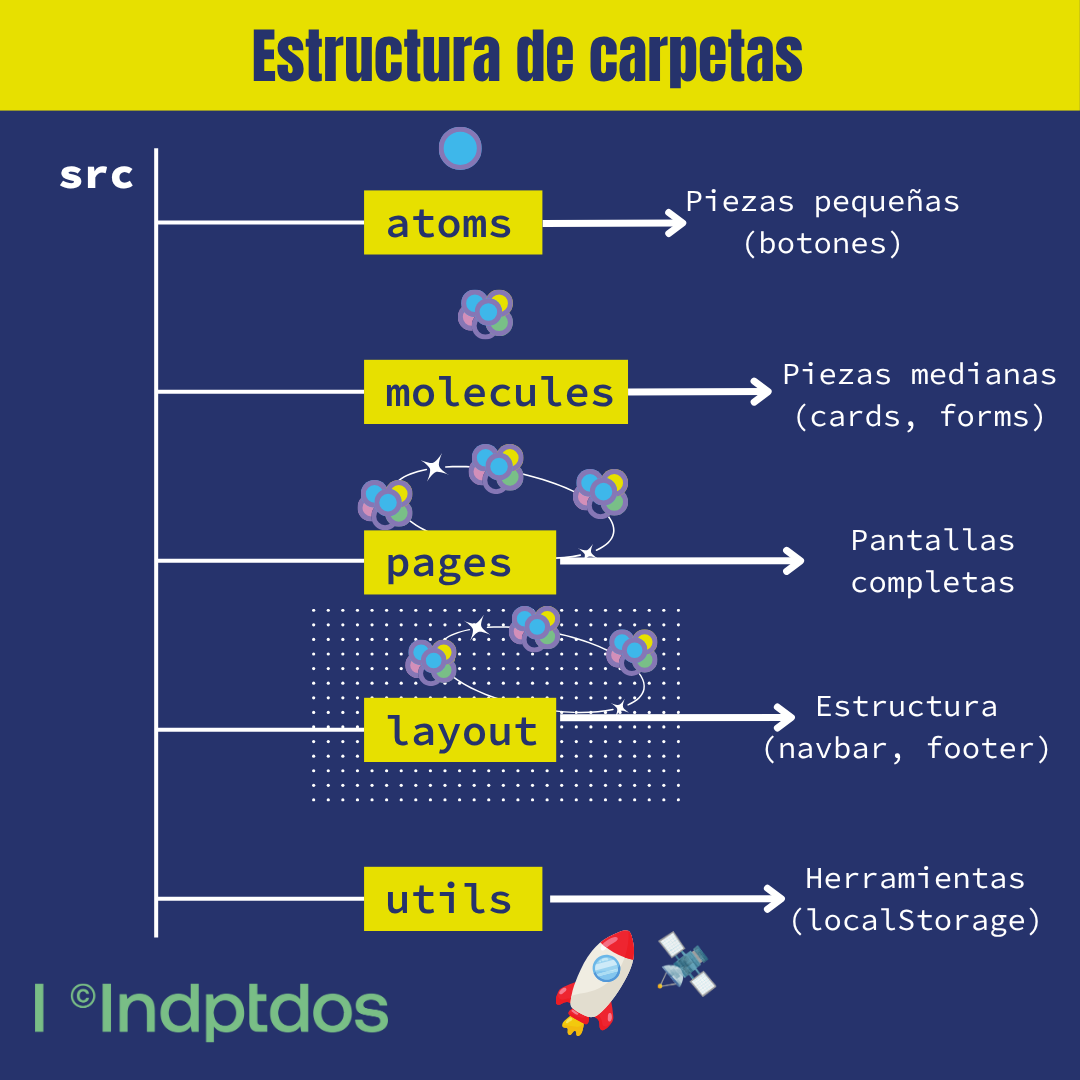 Estructura de carpetas
src
atoms
Piezas pequeñas
(botones)
molecules
Piezas medianas
(cards, forms)
pages
Pantallas
completas
layout
Estructura
(navbar, footer)
utils
Herramientas
(localStorage)
I ©Indptdos